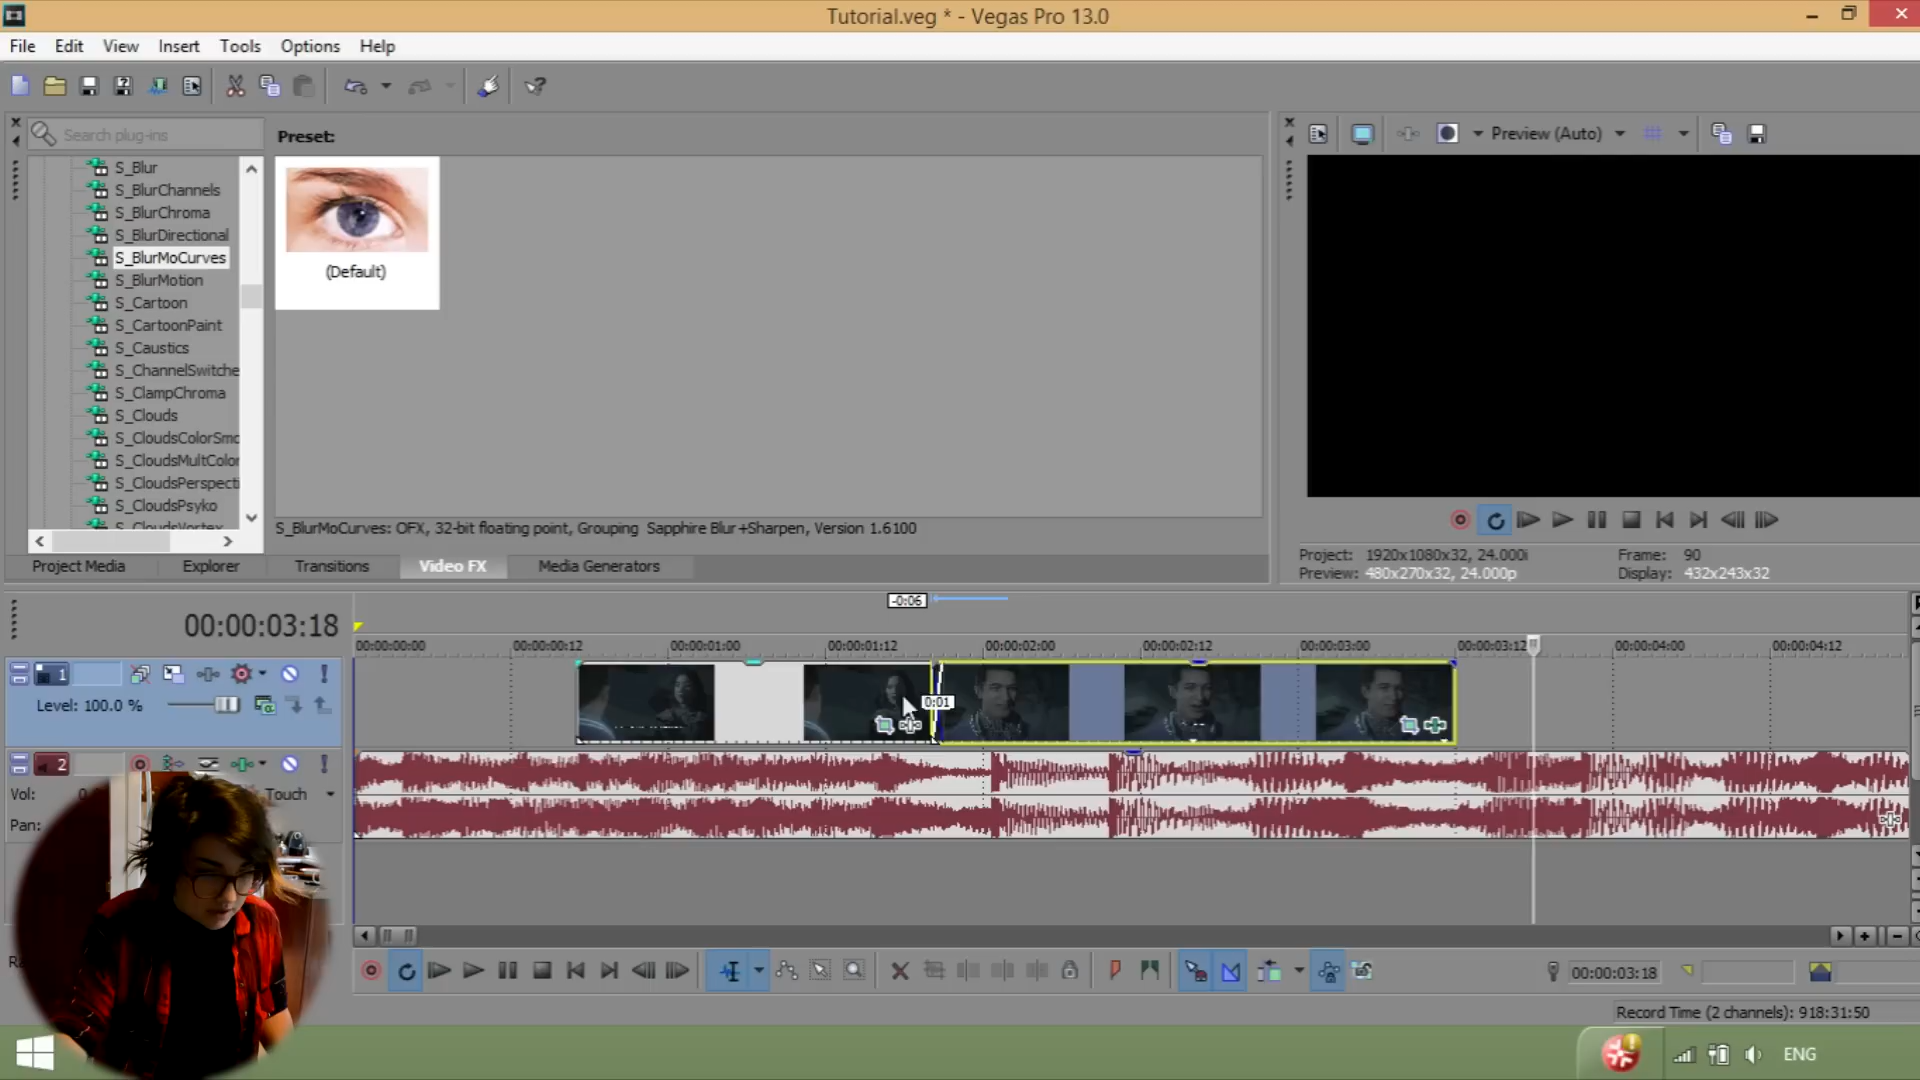 Tutorial.veg * - Vegas Pro 13.0
File Edit View Insert Tools Options Help
Search plug-ins
Preset:
Preview (Auto)
S_Blur
S_BlurChannels
S_BlurChroma
S_BlurDirectional
S_BlurMoCurves
S_BlurMotion
S_Cartoon
S_CartoonPaint
S_Caustics
S_ChannelSwitche
S_ClampChroma
S_Clouds
S_CloudsColorSmo
S_CloudsMultColor
S_CloudsPerspecti
S_CloudsPsyko
S_CloudsVortex
(Default)
S_BlurMoCurves: OFX, 32-bit floating point, Grouping Sapphire Blur+Sharpen, Version 1.6100
Project Media Explorer Transitions Video FX Media Generators
Project: 1920x1080x32, 24.000i Frame: 90
Preview: 480x270x32, 24.000p Display: 432x243x32
-0:06
00:00:03:18
00:00:00:00 00:00:00:12 00:00:01:00 00:00:01:12 00:00:02:00 00:00:02:12 00:00:03:00 00:00:03:12 00:00:04:00 00:00:04:12
1
Level: 100.0 %
0:01
2
Vol: Touch
Pan:
00:00:03:18
Record Time (2 channels): 918:31:50
ENG